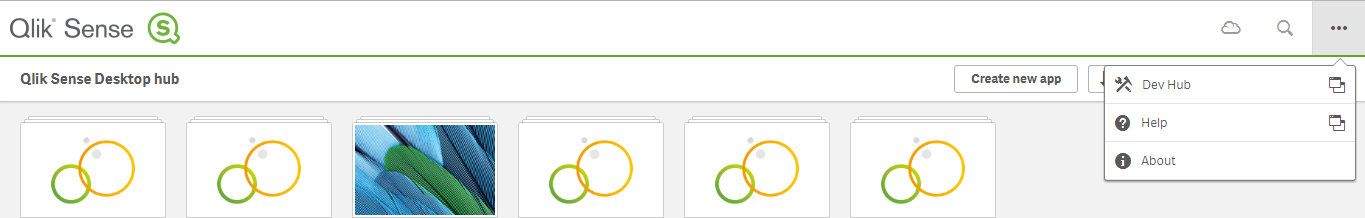 Qlik Sense
Qlik Sense Desktop hub
Create new app
Dev Hub
Help
About